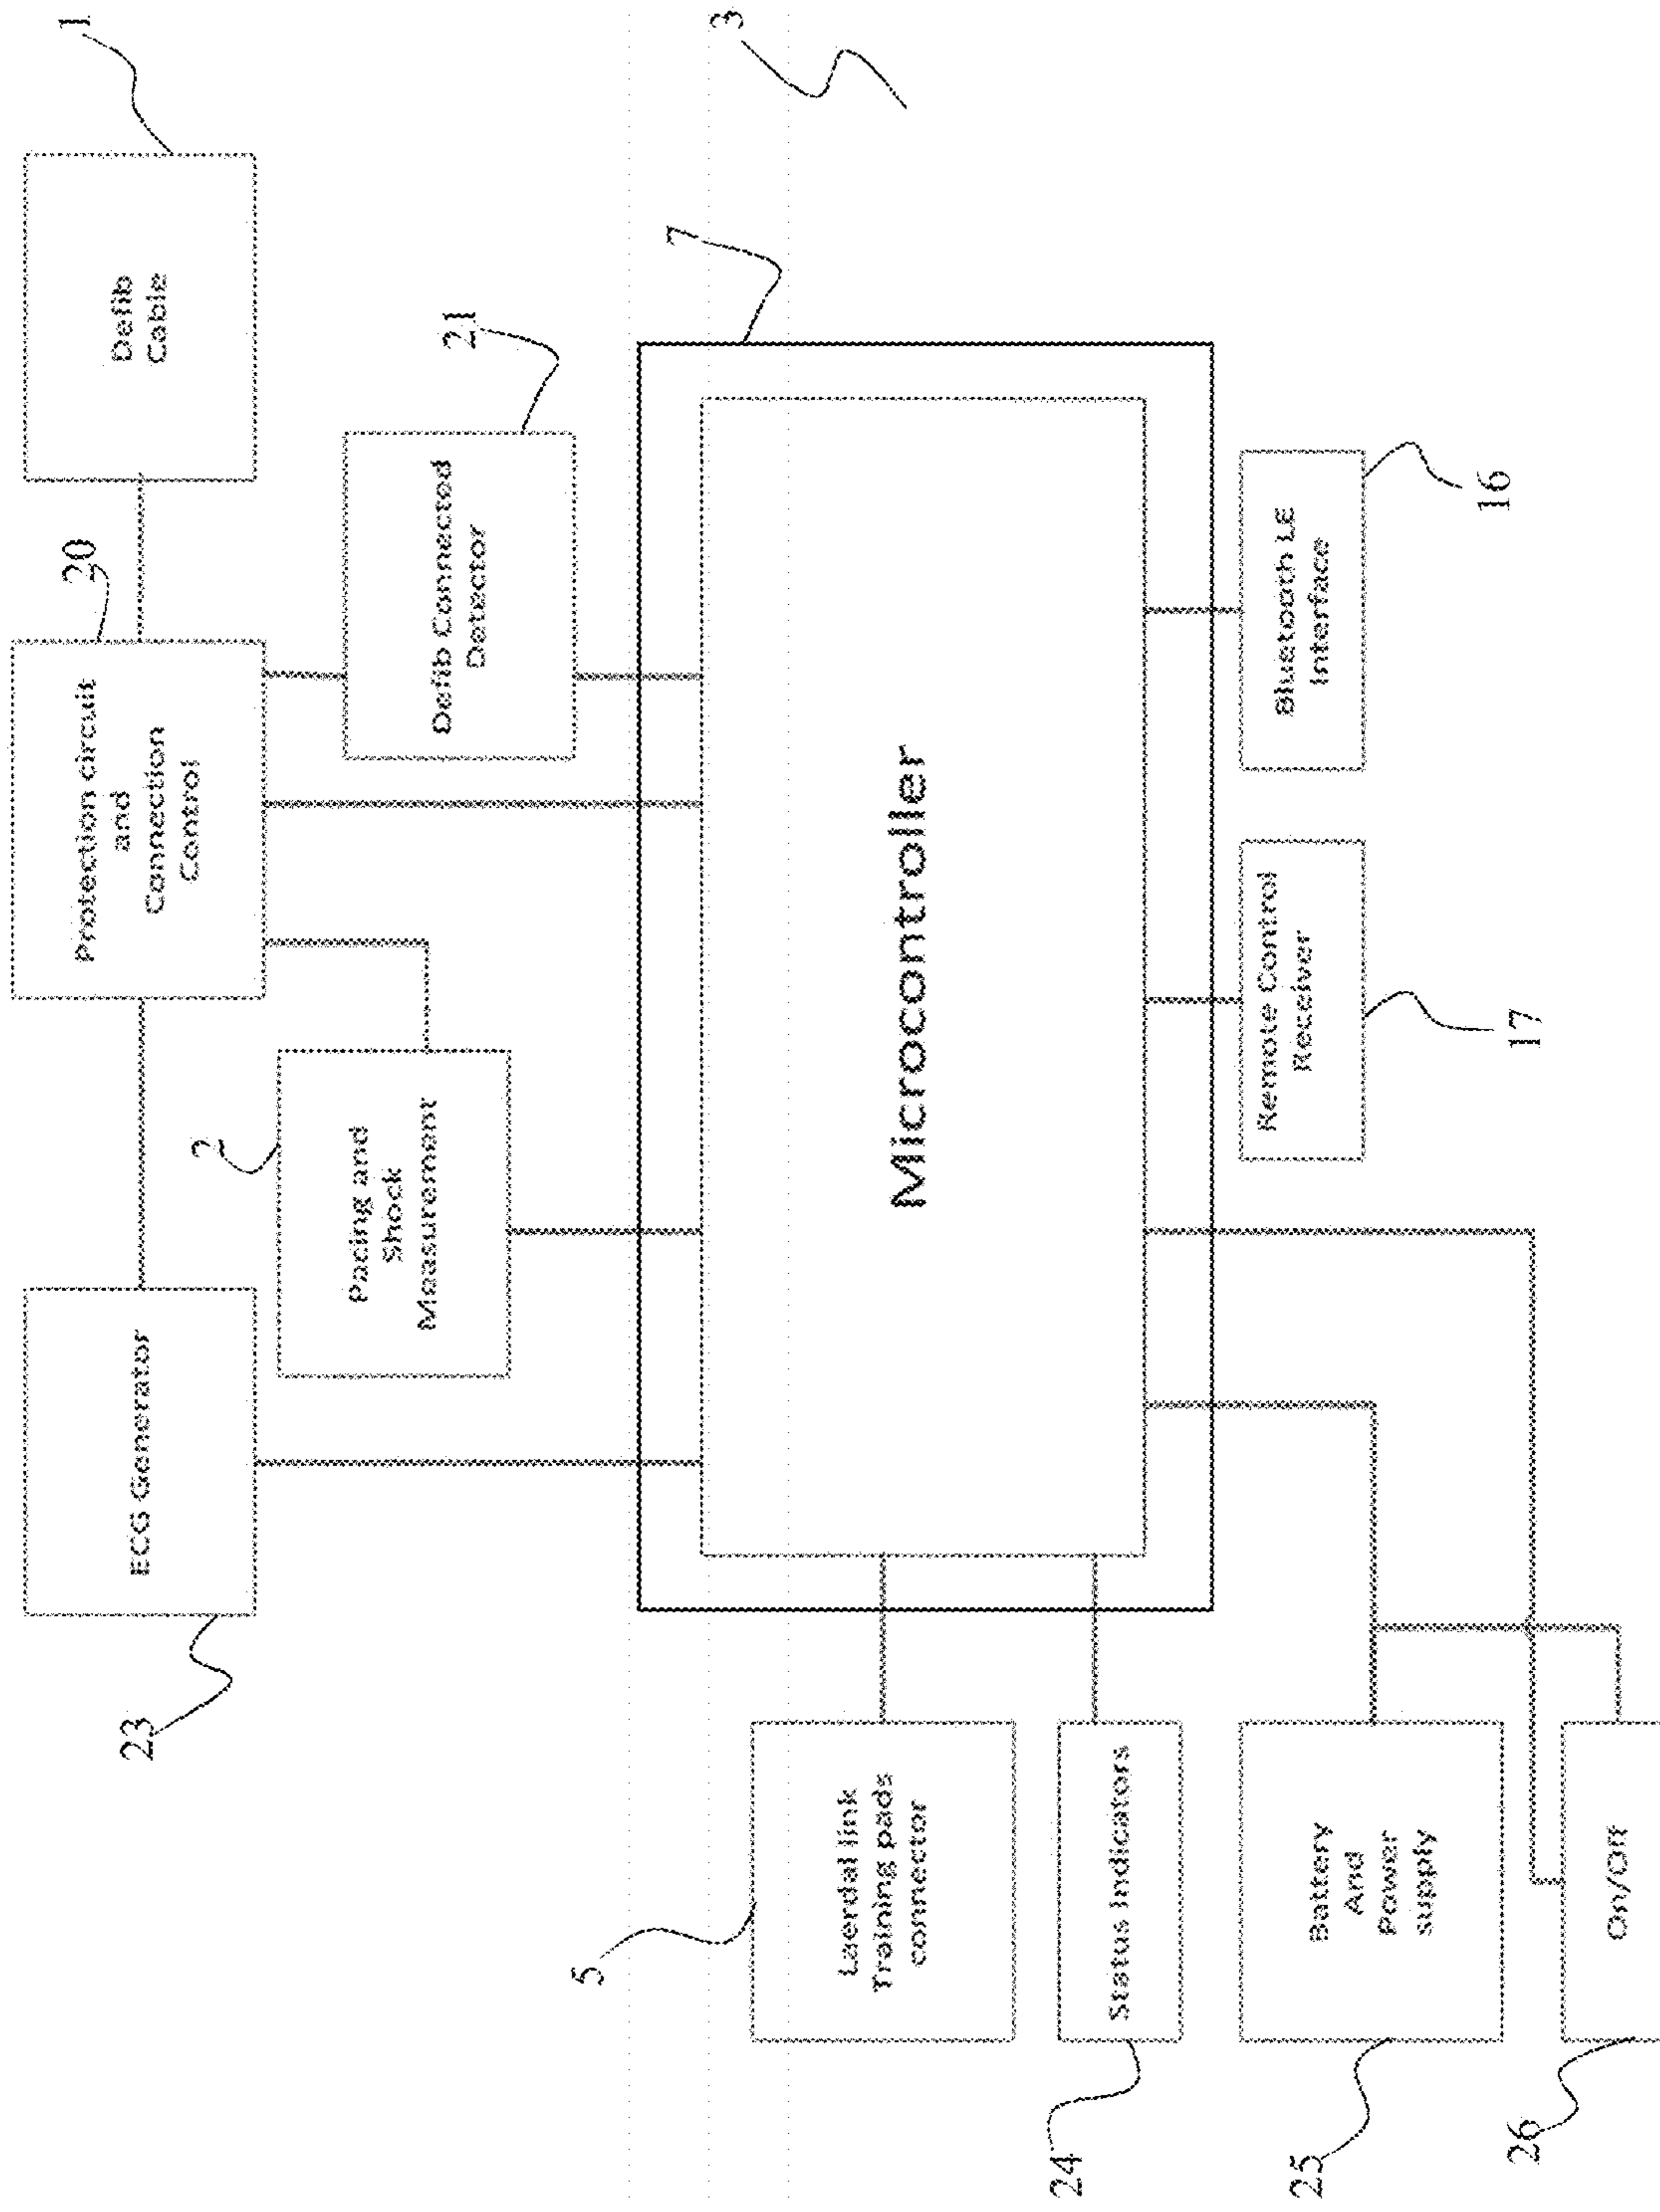 23
ECG Generator
20
Protection circuit
and
Connection
Control
1
Defib
Cable
2
Pacing and
Shock
Measurement
21
Defib Connected
Detector
7
3
5
Laerdal link
Training pads
connector
Microcontroller
24
Status Indicators
25
Battery
And
Power
supply
Remote Control
Receiver
17
Bluetooth LE
Interface
16
26
On/Off